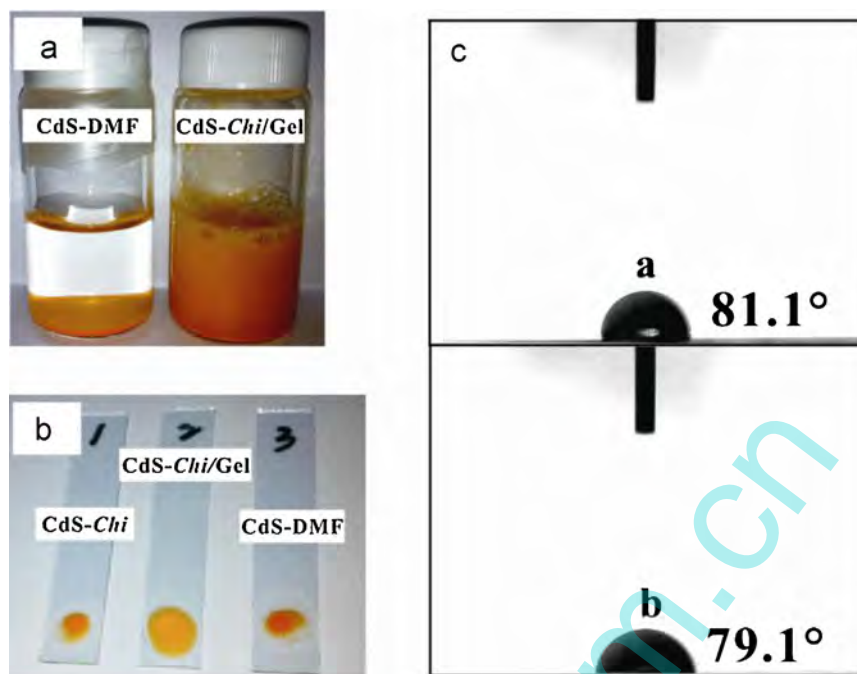 a
CdS-DMF
CdS-Chi/Gel
b
1
2
3
CdS-Chi/Gel
CdS-Chi
CdS-DMF
c
a
81.1°
b
79.1°
m.cn